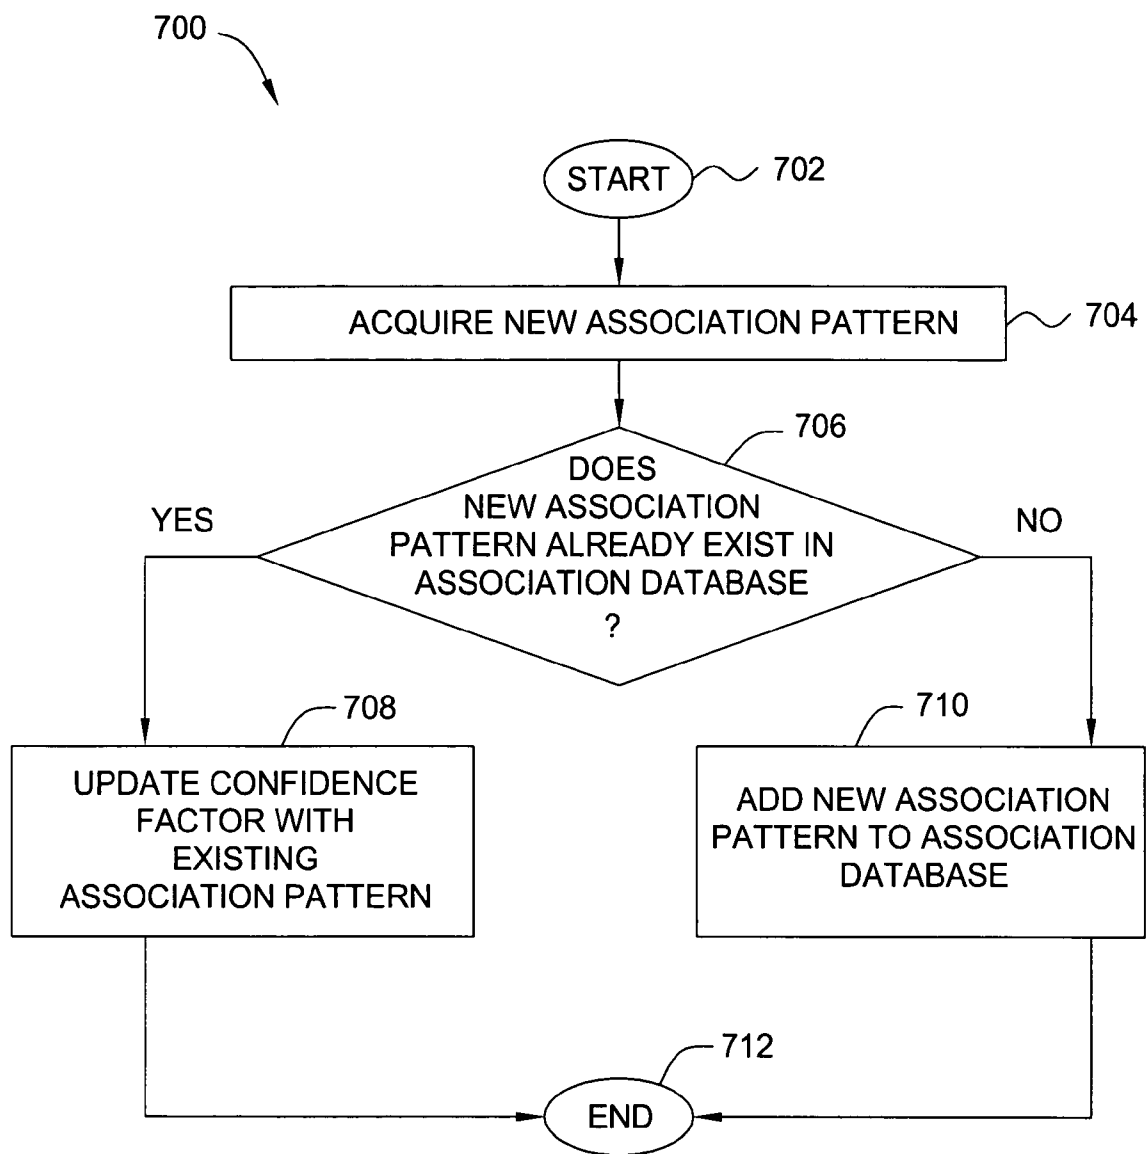 700
START
702
ACQUIRE NEW ASSOCIATION PATTERN
704
706
DOES
NEW ASSOCIATION
PATTERN ALREADY EXIST IN
ASSOCIATION DATABASE
?
YES
NO
708
UPDATE CONFIDENCE
FACTOR WITH
EXISTING
ASSOCIATION PATTERN
710
ADD NEW ASSOCIATION
PATTERN TO ASSOCIATION
DATABASE
712
END